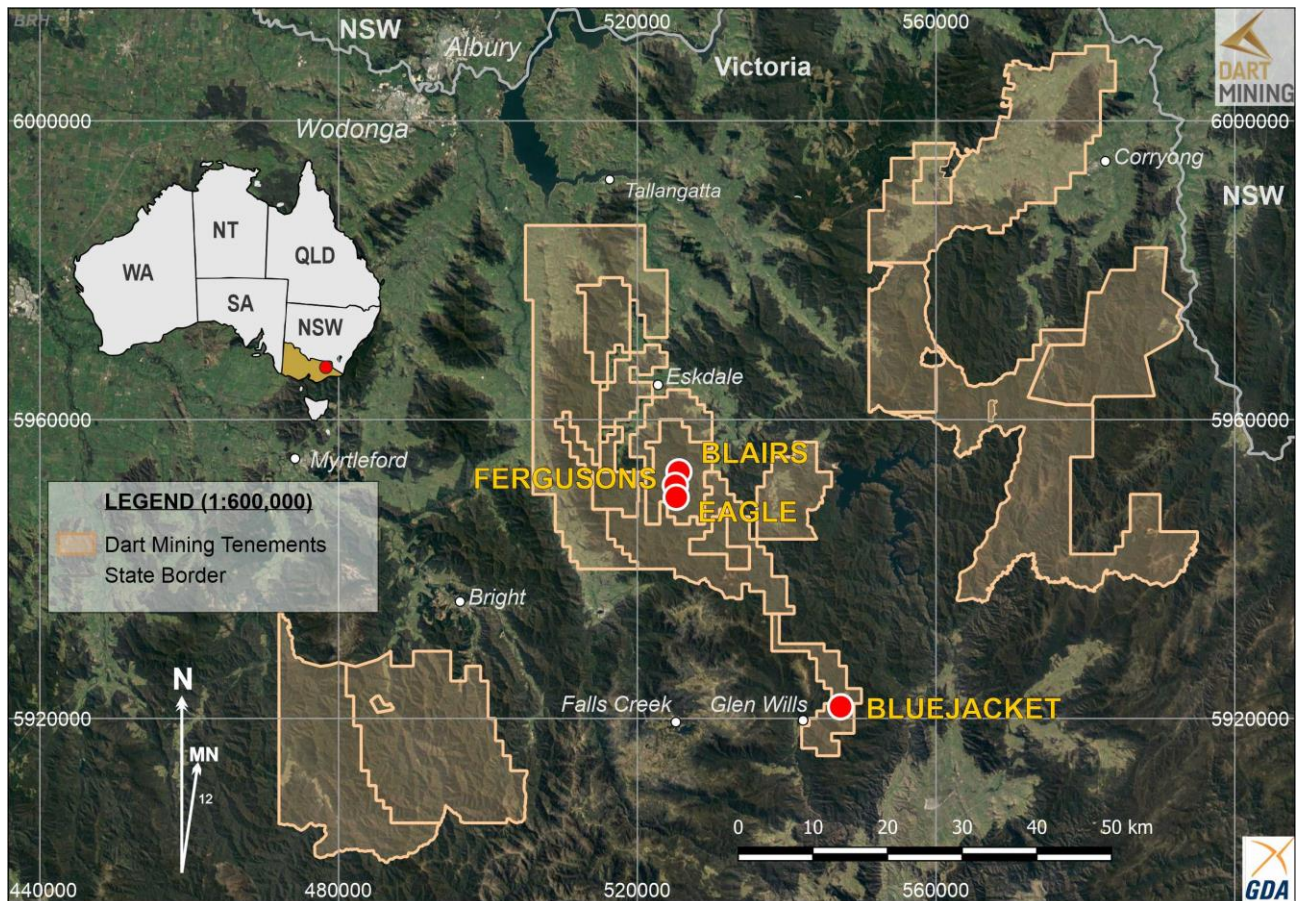 BRH
NSW
520000
560000
Albury
Victoria
DART
MINING
6000000
Wodonga
6000000
Corryong
Tallangatta
NSW
NT
QLD
WA
SA
NSW
Eskdale
5960000
5960000
BLAIRS
Myrtleford
FERGUSONS
EAGLE
LEGEND (1:600,000)
Dart Mining Tenements
State Border
Bright
N
Falls Creek
Glen Wills
BLUEJACKET
5920000
5920000
MN
12
0 10 20 30 40 50 km
440000
480000
520000
560000
GDA